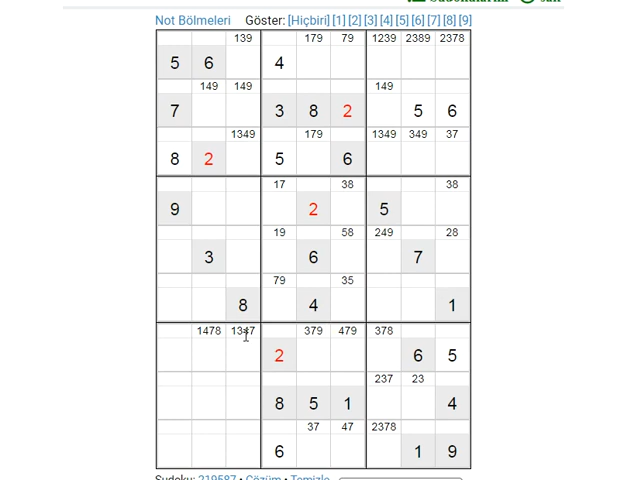 Not Bölmeleri Göster: [Hiçbiri] [1] [2] [3] [4] [5] [6] [7] [8] [9]
139 179 79 1239 2389 2378
5 6 4
149 149 149
7 3 8 2 5 6
1349 179 1349 349 37
8 2 5 6
17 38 38
9 2 5
19 58 249 28
3 6 7
79 35
8 4 1
1478 379 479 378
2 6 5
237 23
8 5 1 4
37 47 2378
6 1 9